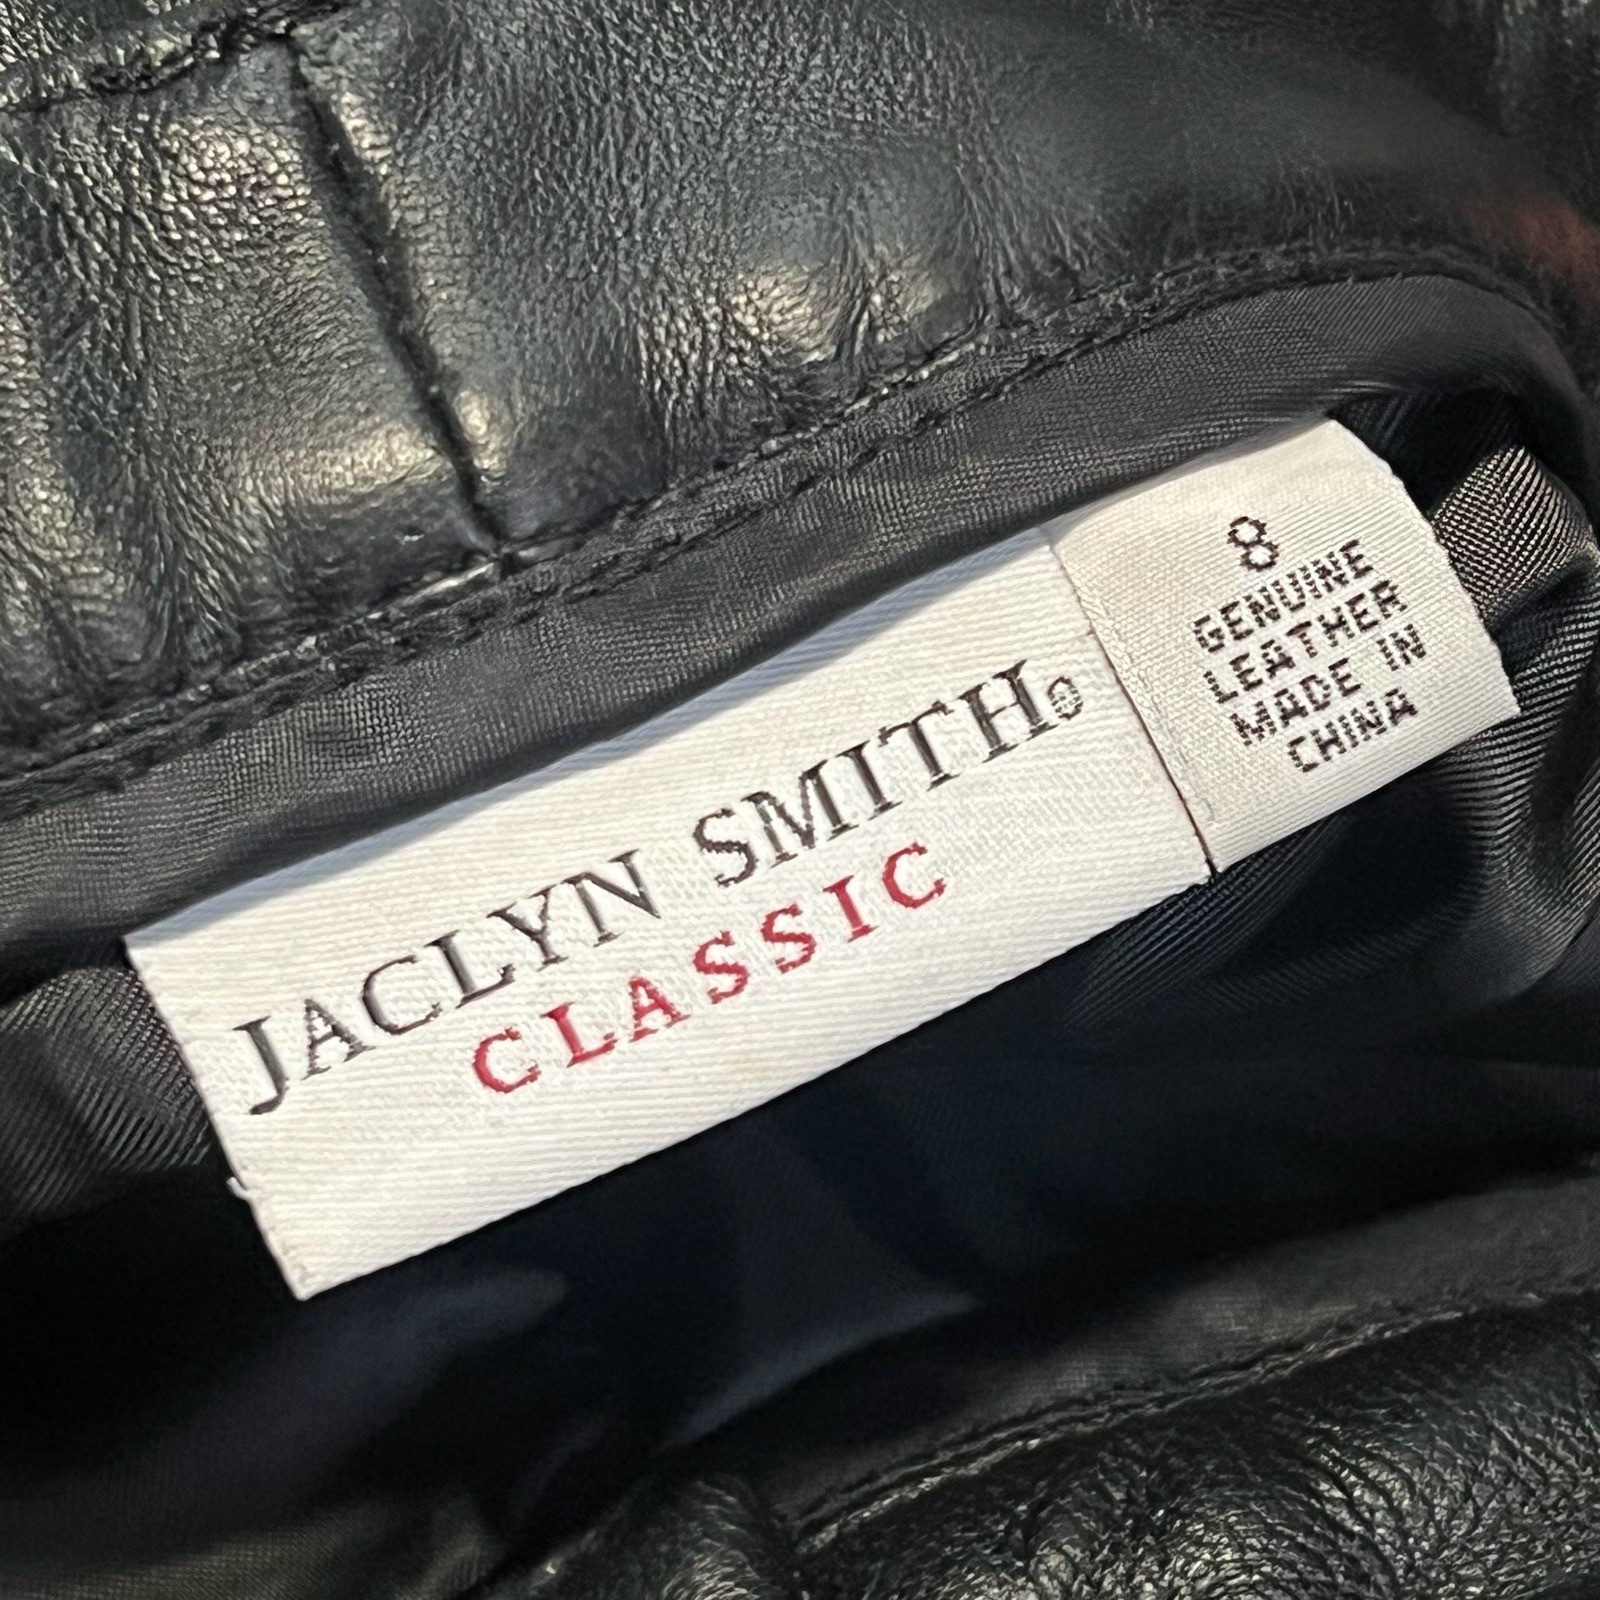 JACLYN SMITH®
CLASSIC
8
GENUINE
LEATHER
MADE IN
CHINA